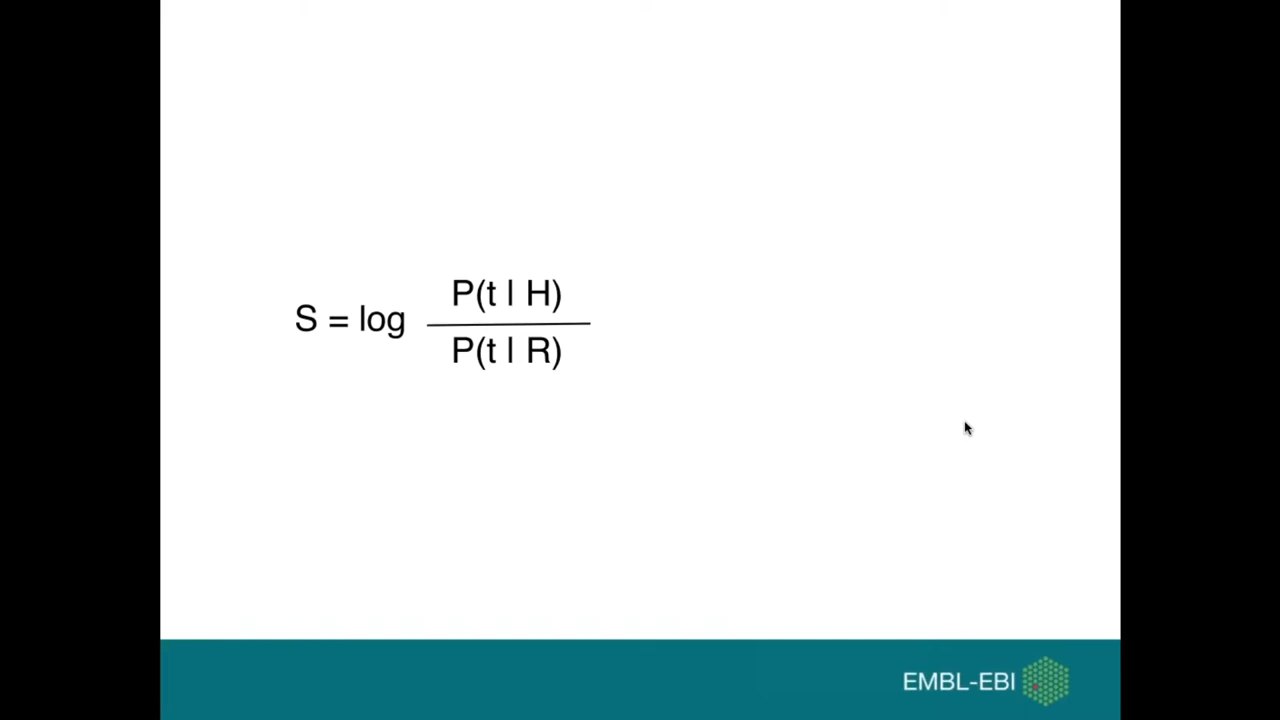 P(t | H)
S = log
P(t | R)
EMBL-EBI